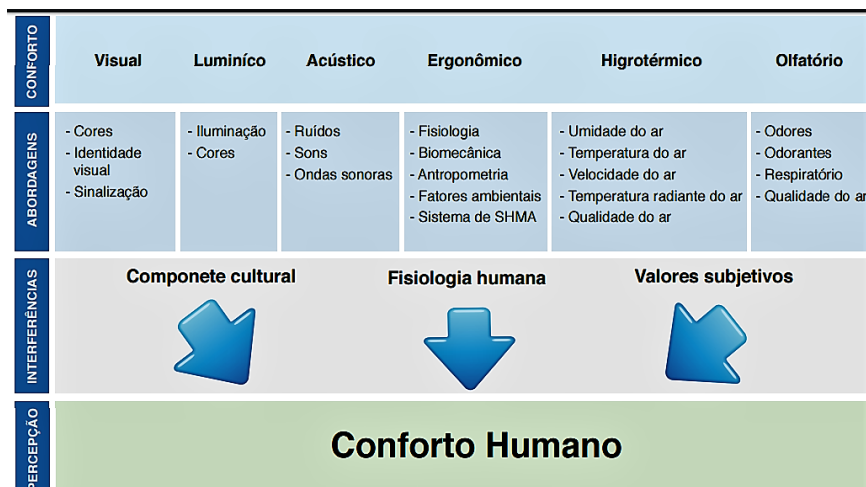 CONFORTO
Visual
Luminíco
Acústico
Ergonômico
Higrotérmico
Olfatório
ABORDAGENS
- Cores
- Identidade
visual
- Sinalização
- Iluminação
- Cores
- Ruídos
- Sons
- Ondas sonoras
- Fisiologia
- Biomecânica
- Antropometria
- Fatores ambientais
- Sistema de SHMA
- Umidade do ar
- Temperatura do ar
- Velocidade do ar
- Temperatura radiante do ar
- Qualidade do ar
- Odores
- Odorantes
- Respiratório
- Qualidade do ar
INTERFERÊNCIAS
Componete cultural
Fisiologia humana
Valores subjetivos
PERCEPÇÃO
Conforto Humano